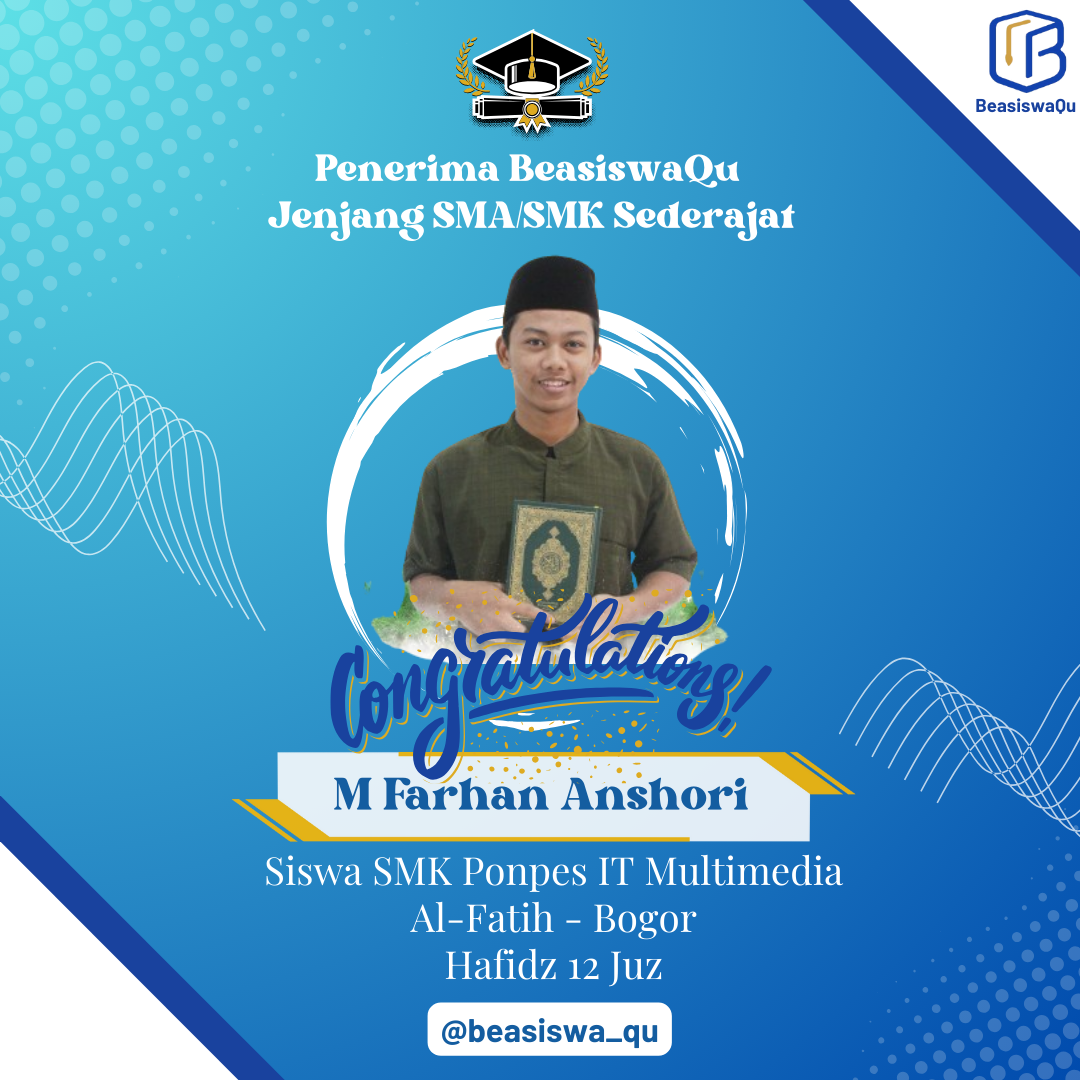 BeasiswaQu
Penerima BeasiswaQu
Jenjang SMA/SMK Sederajat
Congratulations!
M Farhan Anshori
Siswa SMK Ponpes IT Multimedia
Al-Fatih - Bogor
Hafidz 12 Juz
@beasiswa_qu